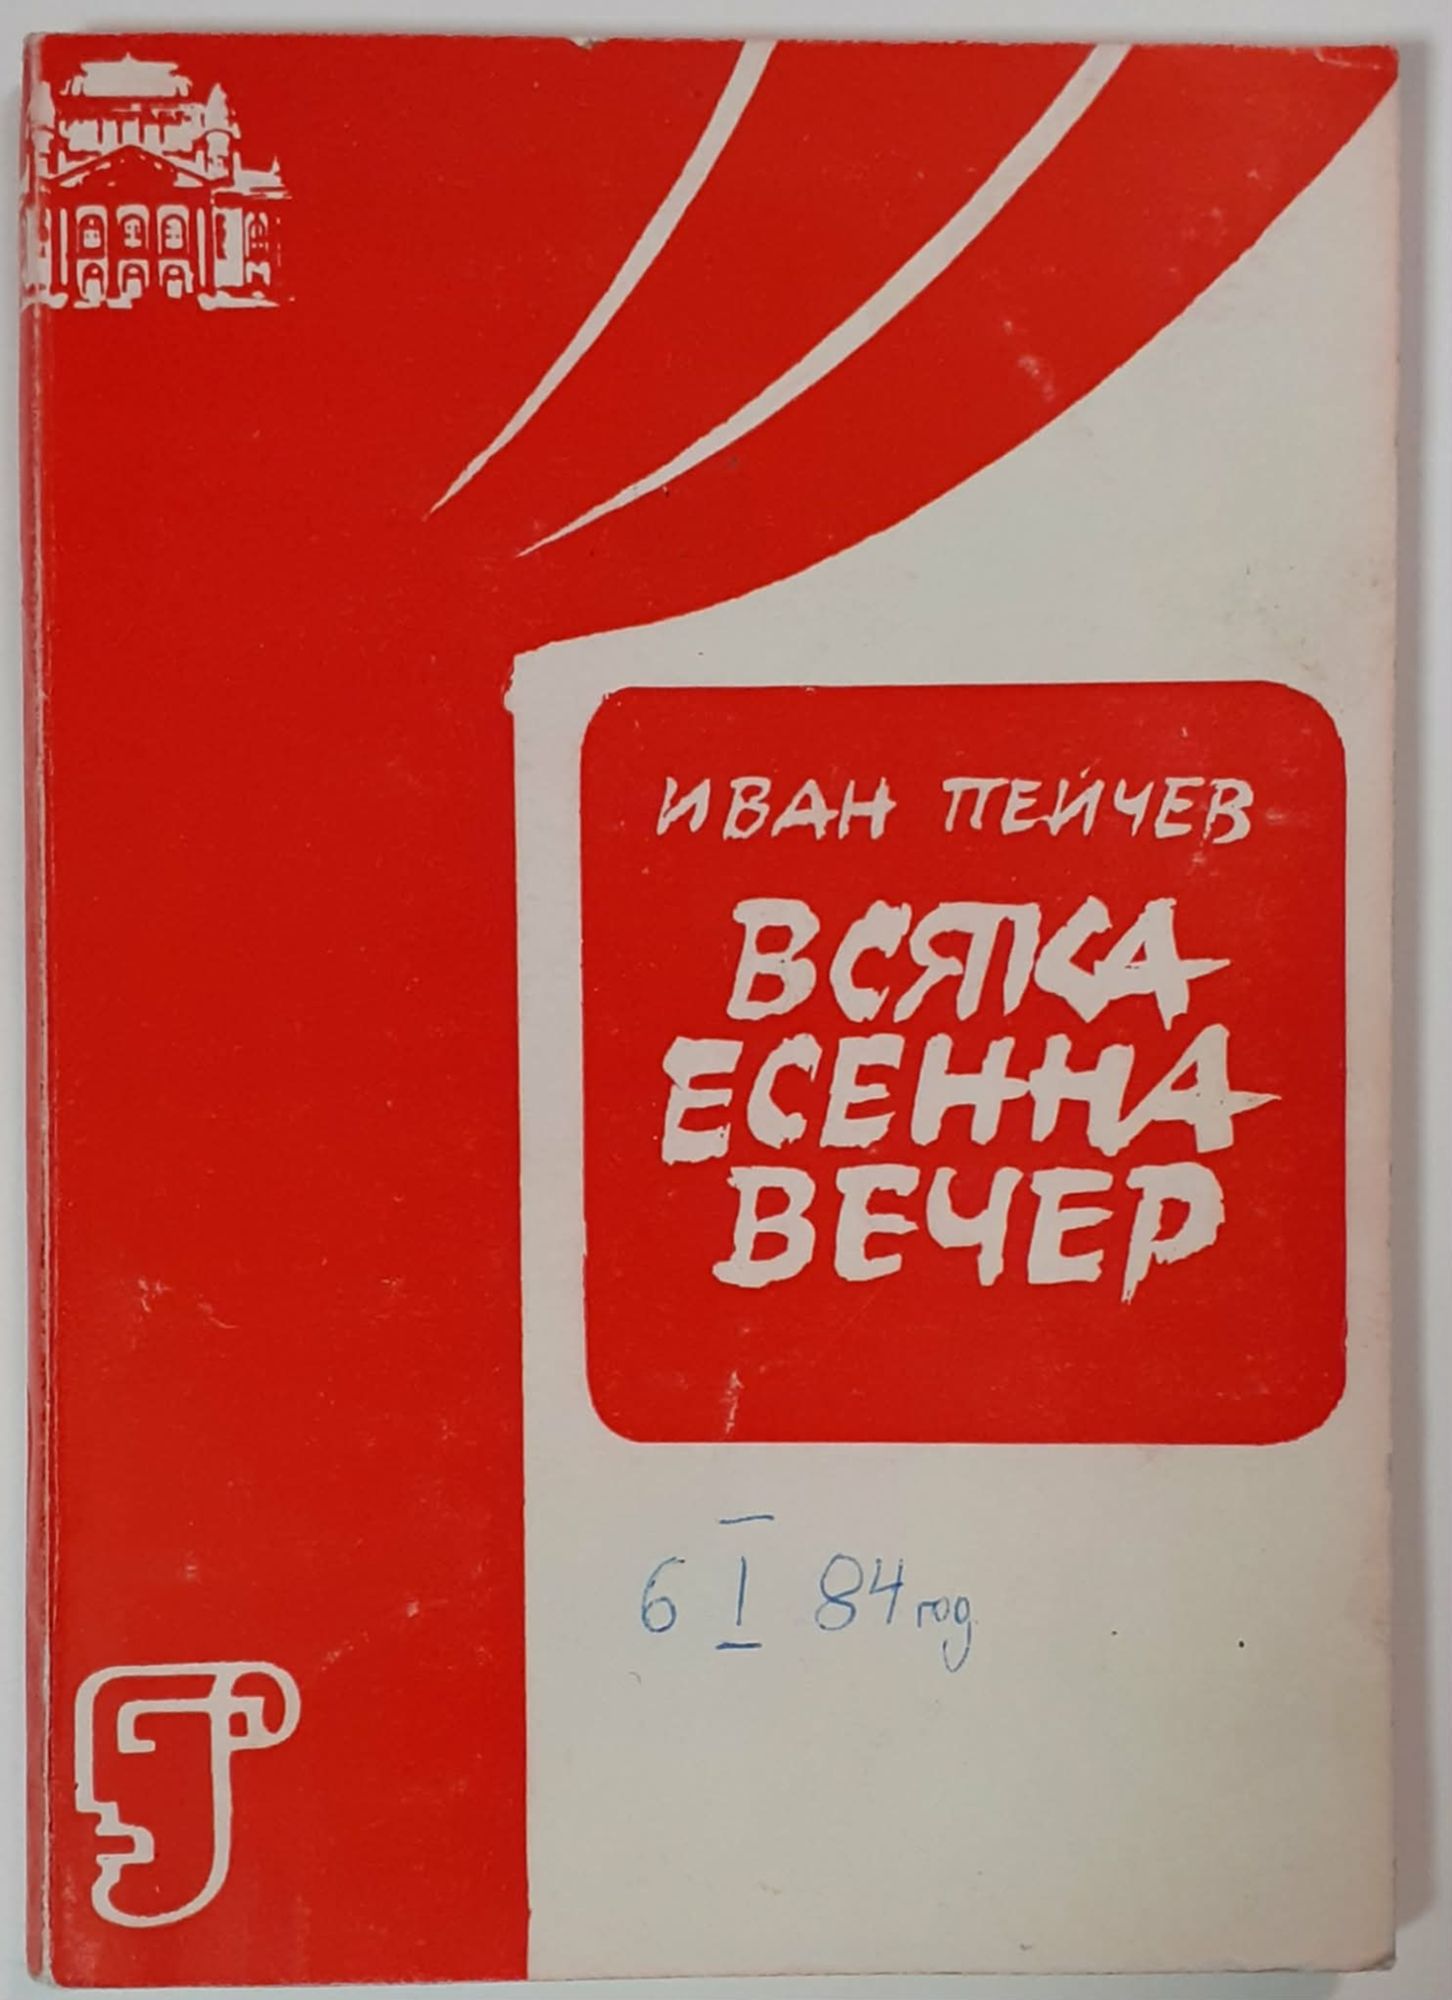 ИВАН ПЕЙЧЕВ
ВСЯКА
ЕСЕННА
ВЕЧЕР
6 I 84 год.